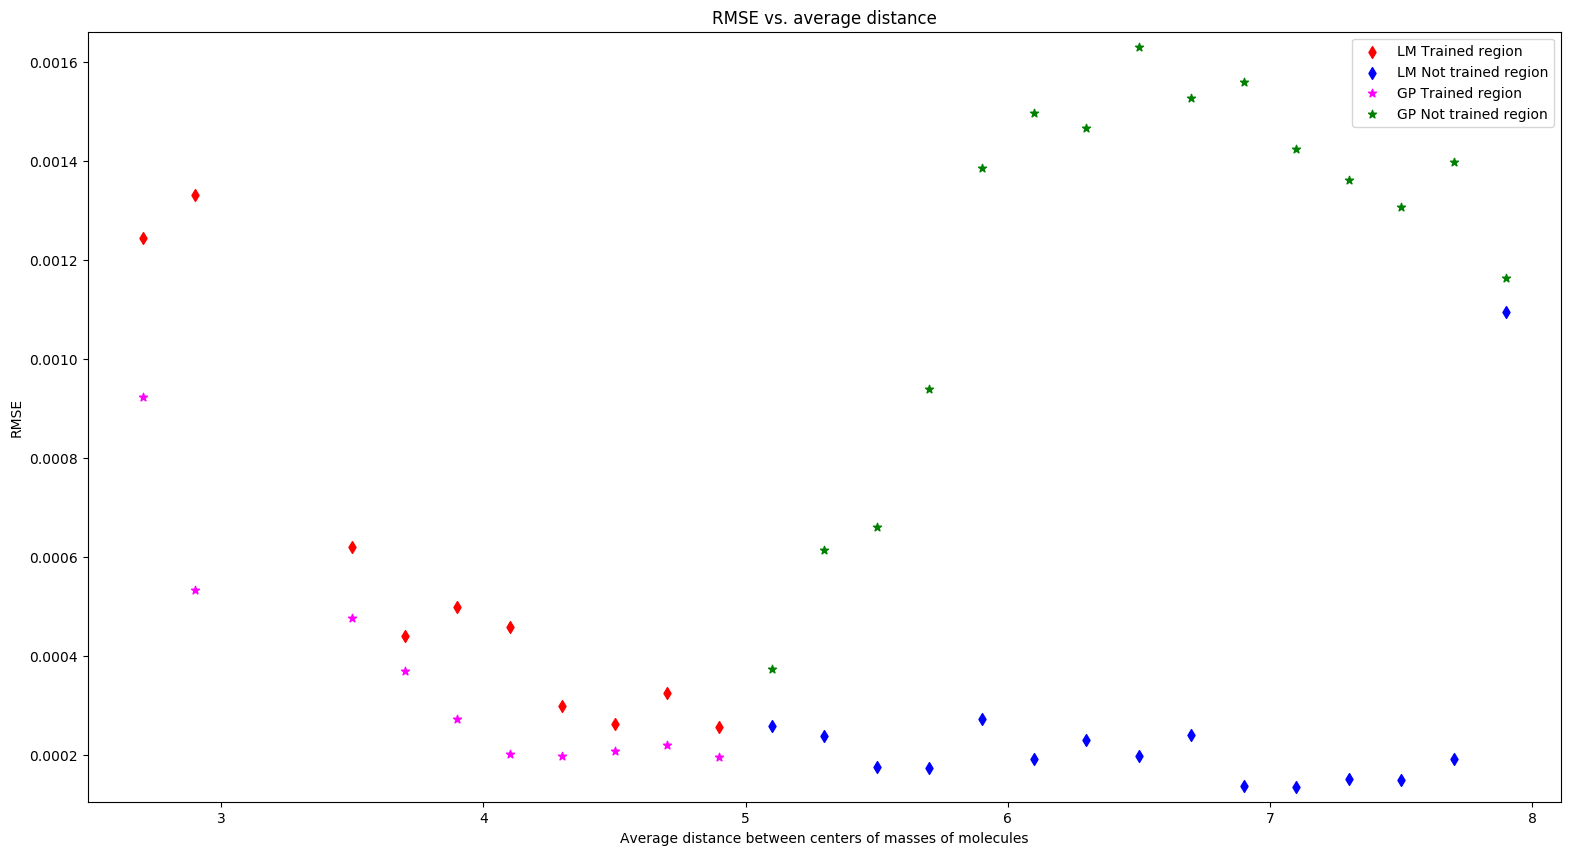 RMSE vs. average distance
LM Trained region
LM Not trained region
GP Trained region
GP Not trained region
0.0016
0.0014
0.0012
0.0010
0.0008
0.0006
0.0004
0.0002
RMSE
3 4 5 6 7 8
Average distance between centers of masses of molecules